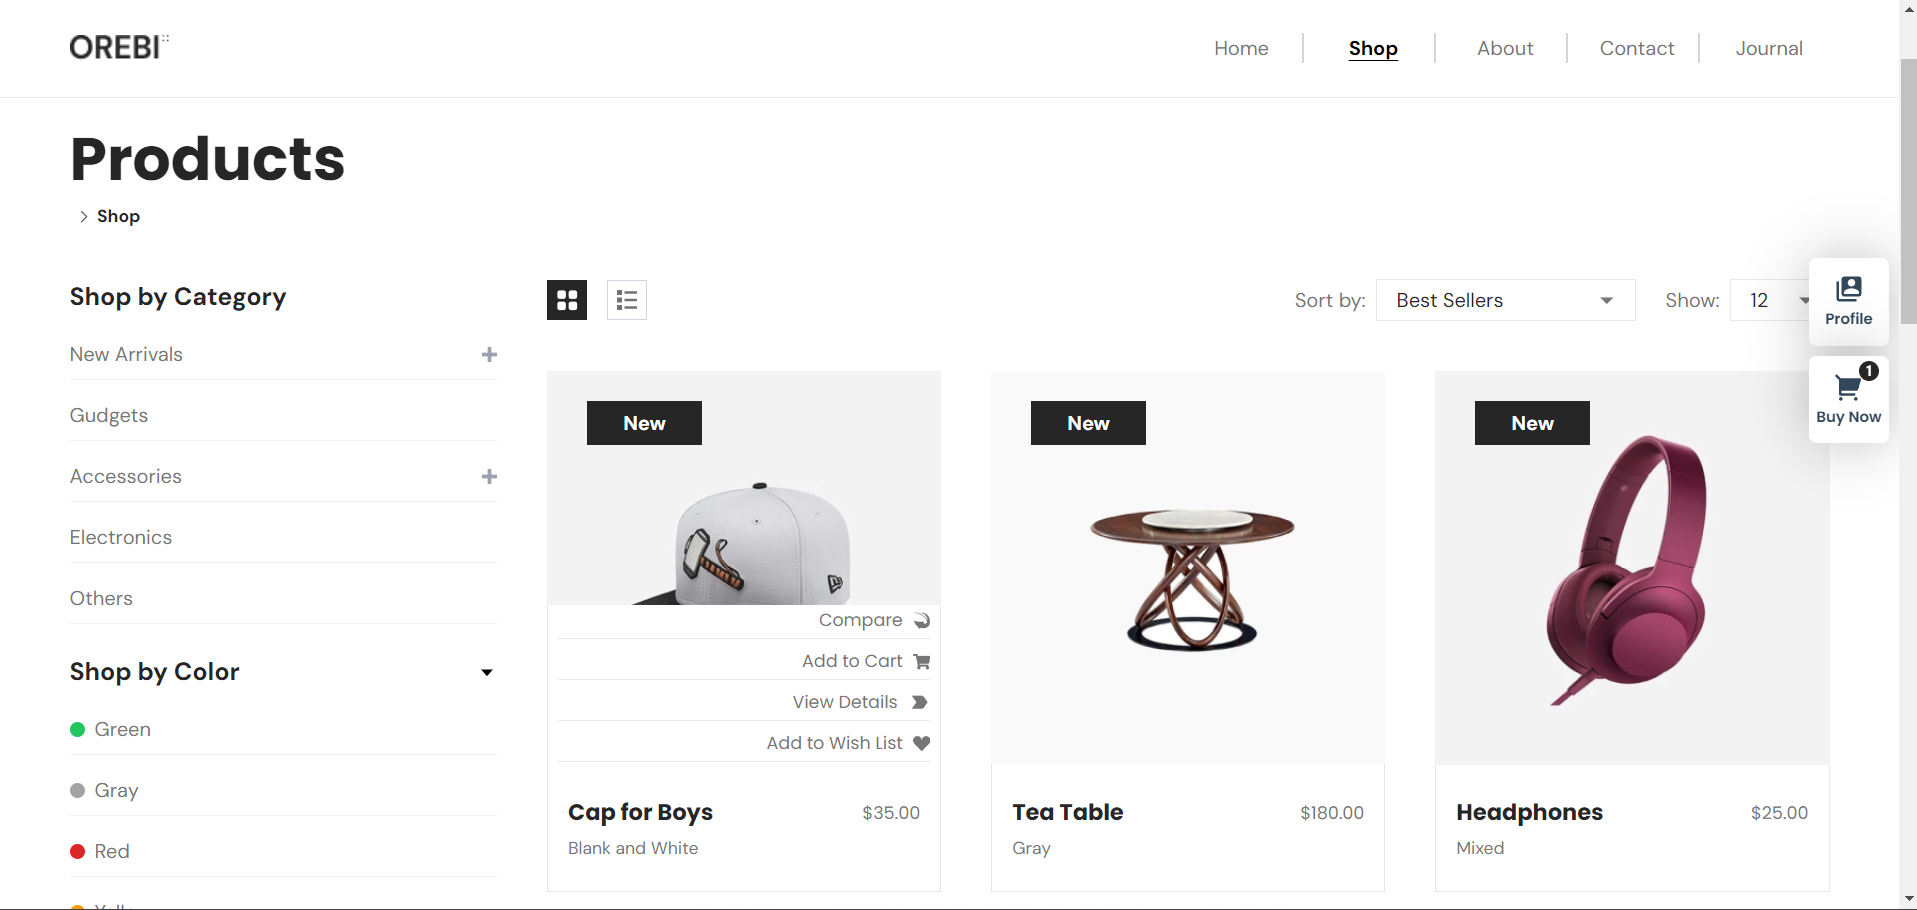 OREBI
Home
Shop
About
Contact
Journal
Products
Shop
Shop by Category
New Arrivals
Gudgets
Accessories
Electronics
Others
Shop by Color
Green
Gray
Red
Sort by: Best Sellers
Show: 12
Profile
1
Buy Now
New
Compare
Add to Cart
View Details
Add to Wish List
Cap for Boys $35.00
Blank and White
New
Tea Table $180.00
Gray
New
Headphones $25.00
Mixed